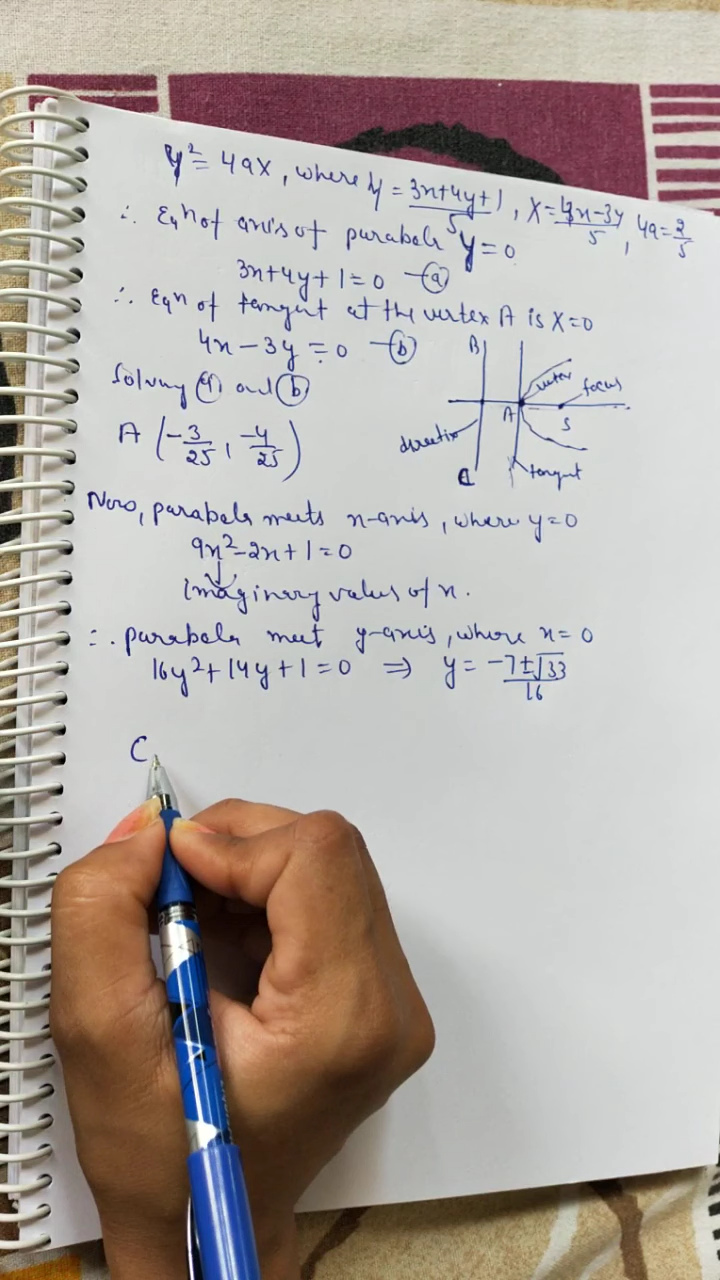 y² = 4ax, where y = 3x+4y+1/5, X = 4x-3y/5, 4a = 2/5
∴ Eqn of axis of parabola y = 0
3x+4y+1=0 -(a)
∴ Eqn of tangent at the vertex A is X=0
4x-3y=0 -(b)
Solving (a) and (b)
A (-3/25, -4/25)
B
vertex
focus
A
S
directrix
tangent
Now, parabola meets x-axis, where y=0
9x²-2x+1=0
↓
imaginary values of x.
∴ parabola meet y-axis, where x=0
16y²+14y+1=0 ⇒ y = -7±√33/16
C